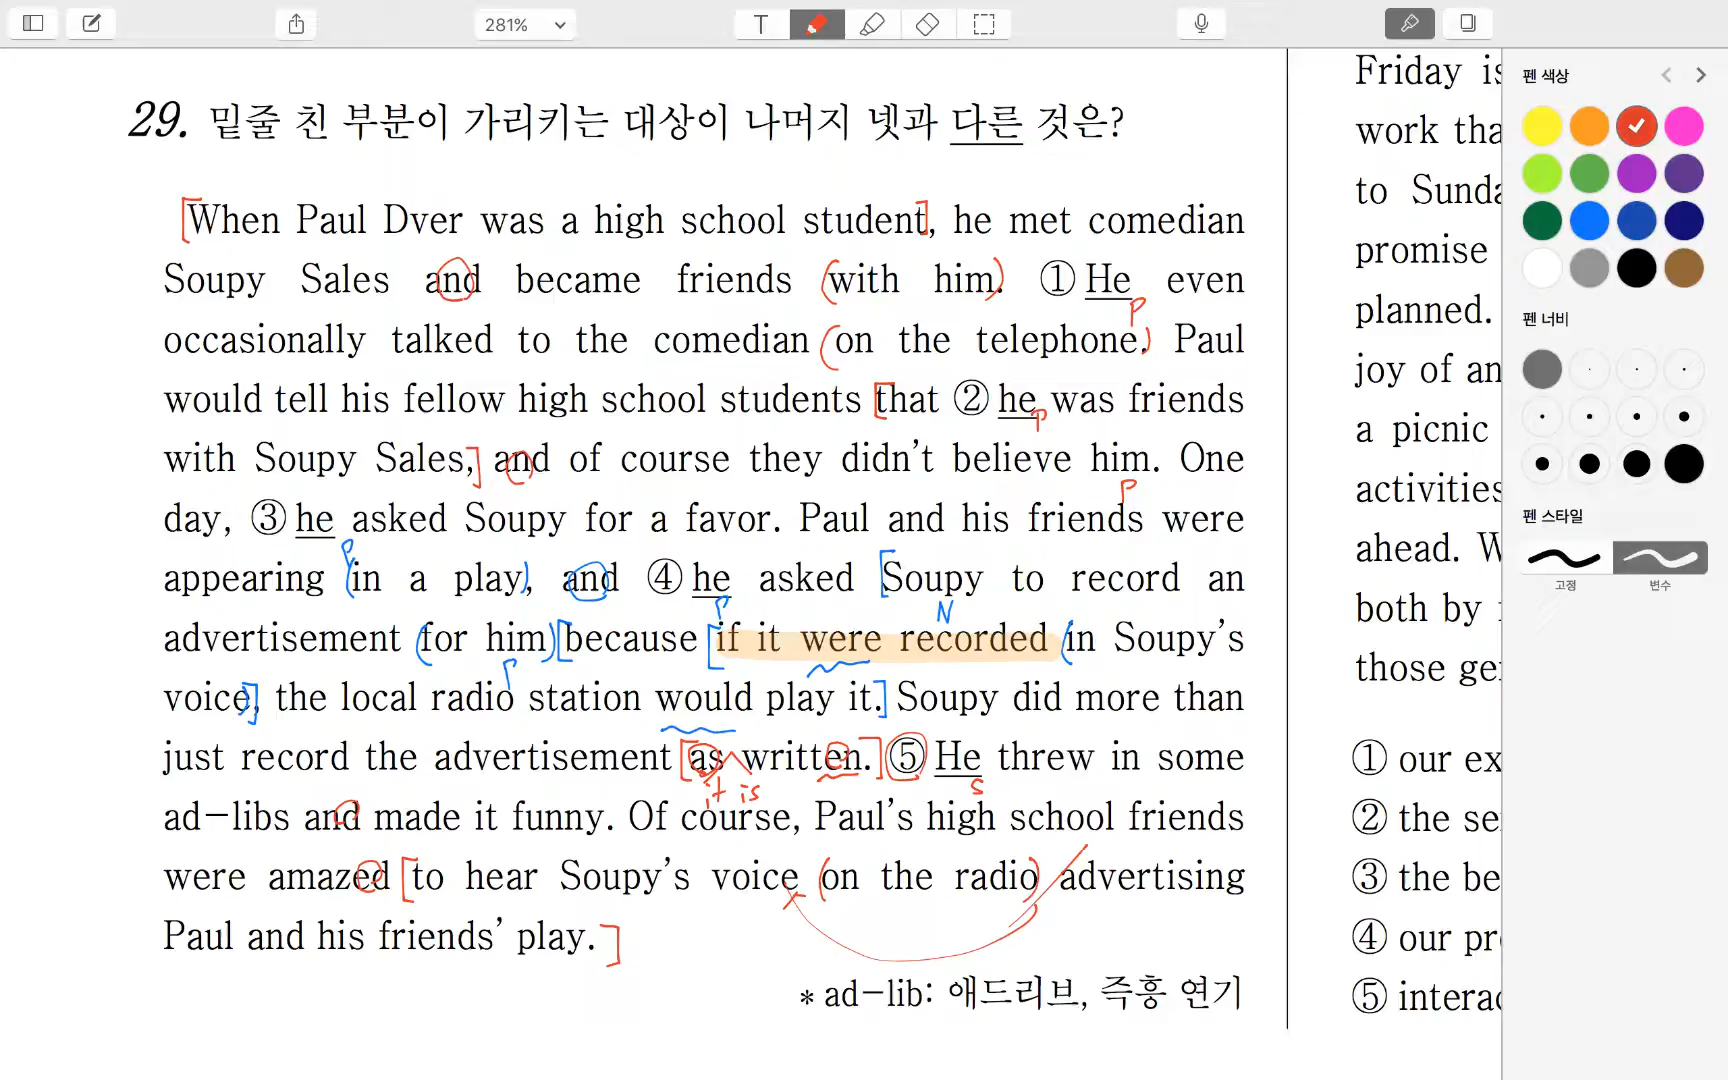 281%
T
29. 밑줄 친 부분이 가리키는 대상이 나머지 넷과 다른 것은?
When Paul Dver was a high school student, he met comedian
Soupy Sales and became friends with him. ① He even
P
occasionally talked to the comedian on the telephone. Paul
would tell his fellow high school students that ② he was friends
P
with Soupy Sales, and of course they didn't believe him. One
P
day, ③ he asked Soupy for a favor. Paul and his friends were
P
appearing in a play, and ④ he asked Soupy to record an
P N
advertisement for him because if it were recorded in Soupy's
P
voice, the local radio station would play it. Soupy did more than
just record the advertisement as written. ⑤ He threw in some
it is S
ad-libs and made it funny. Of course, Paul's high school friends
were amazed to hear Soupy's voice on the radio advertising
Paul and his friends' play.
* ad-lib: 애드리브, 즉흥 연기
Friday is
work tha
to Sunda
promise
planned.
joy of an
a picnic
activities
ahead. W
both by
those ge
① our ex
② the se
③ the be
④ our pr
⑤ interac
펜 색상
펜 너비
펜 스타일
고정
변수